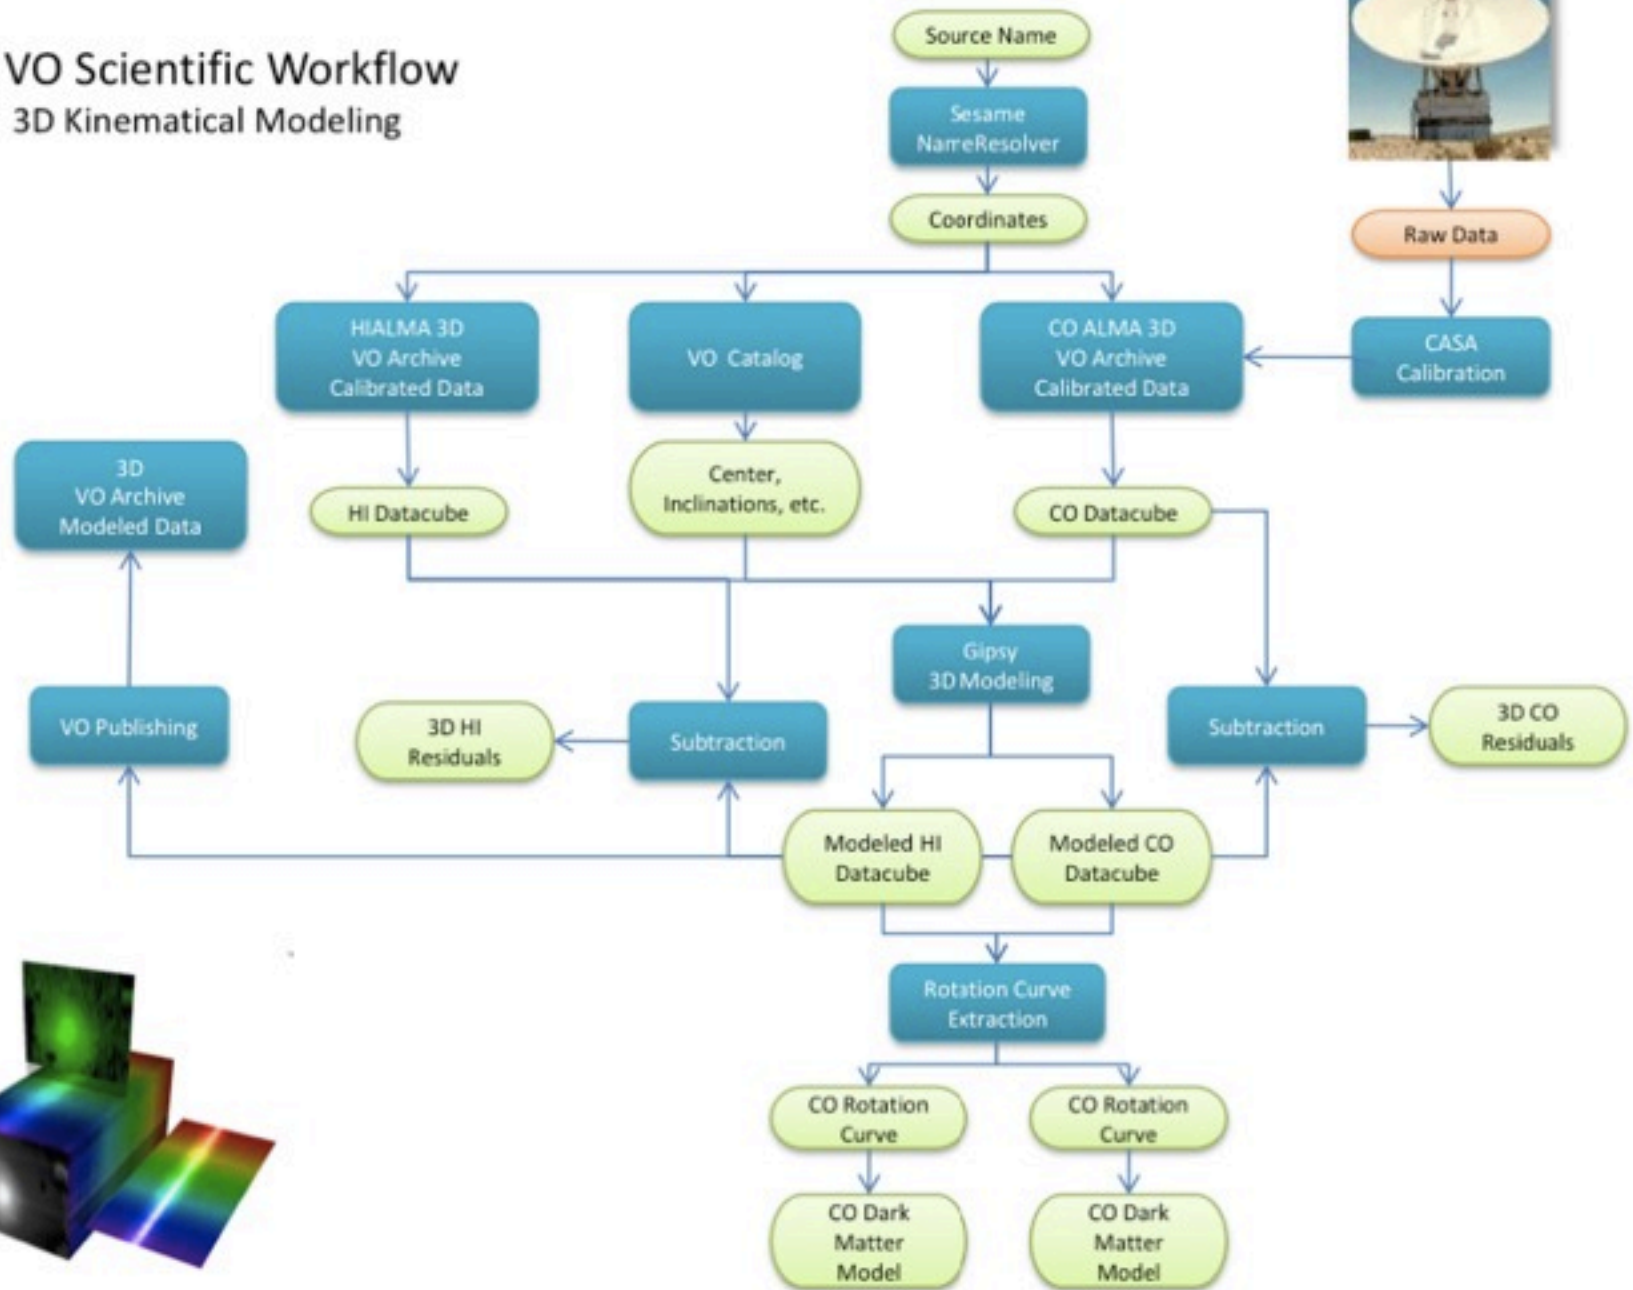 VO Scientific Workflow
3D Kinematical Modeling
Source Name
Sesame
NameResolver
Coordinates
Raw Data
HIALMA 3D
VO Archive
Calibrated Data
VO Catalog
CO ALMA 3D
VO Archive
Calibrated Data
CASA
Calibration
3D
VO Archive
Modeled Data
HI Datacube
Center,
Inclinations, etc.
CO Datacube
Gipsy
3D Modeling
VO Publishing
3D HI
Residuals
Subtraction
Subtraction
3D CO
Residuals
Modeled HI
Datacube
Modeled CO
Datacube
Rotation Curve
Extraction
CO Rotation
Curve
CO Rotation
Curve
CO Dark
Matter
Model
CO Dark
Matter
Model